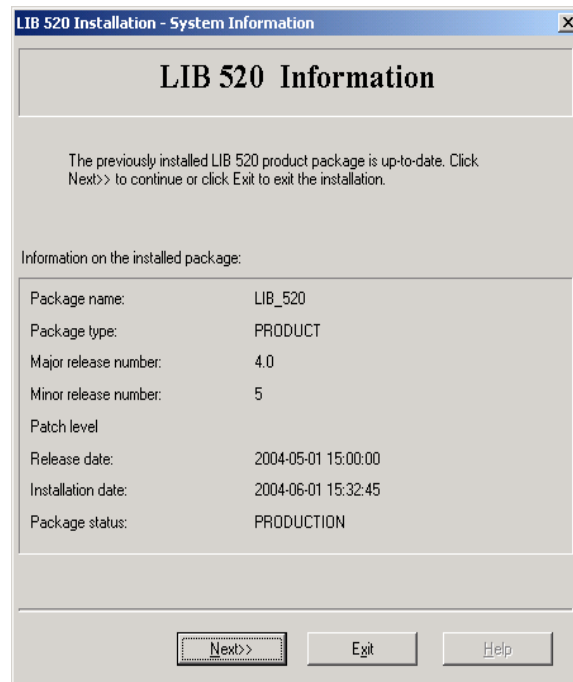 LIB 520 Installation - System Information
LIB 520 Information
The previously installed LIB 520 product package is up-to-date. Click
Next>> to continue or click Exit to exit the installation.
Information on the installed package:
Package name: LIB_520
Package type: PRODUCT
Major release number: 4.0
Minor release number: 5
Patch level
Release date: 2004-05-01 15:00:00
Installation date: 2004-06-01 15:32:45
Package status: PRODUCTION
Next>> Exit Help